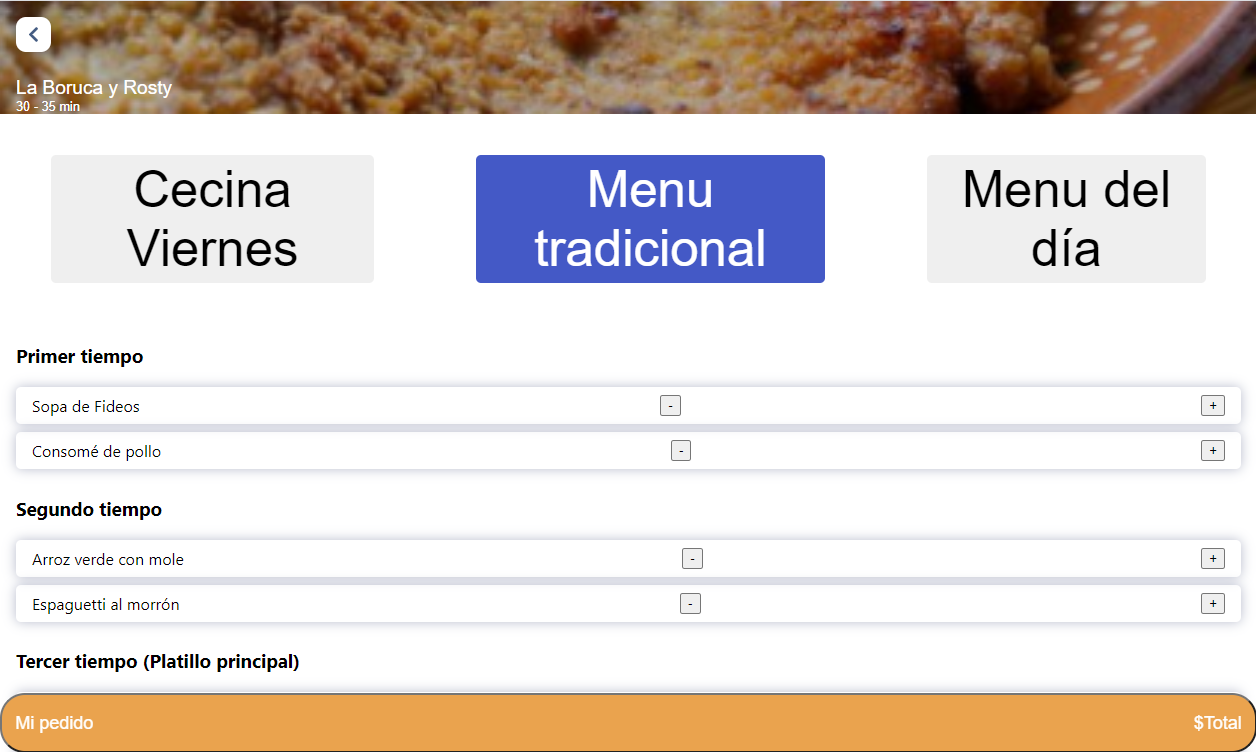 La Boruca y Rosty
30 - 35 min
Cecina
Viernes
Menu
tradicional
Menu del
día
Primer tiempo
Sopa de Fideos - +
Consomé de pollo - +
Segundo tiempo
Arroz verde con mole - +
Espaguetti al morrón - +
Tercer tiempo (Platillo principal)
Mi pedido $Total